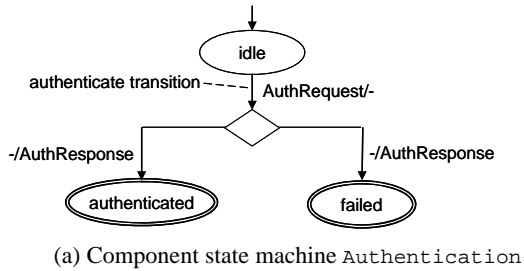 idle
authenticate transition
AuthRequest/-
-/AuthResponse
-/AuthResponse
authenticated
failed
(a) Component state machine Authentication